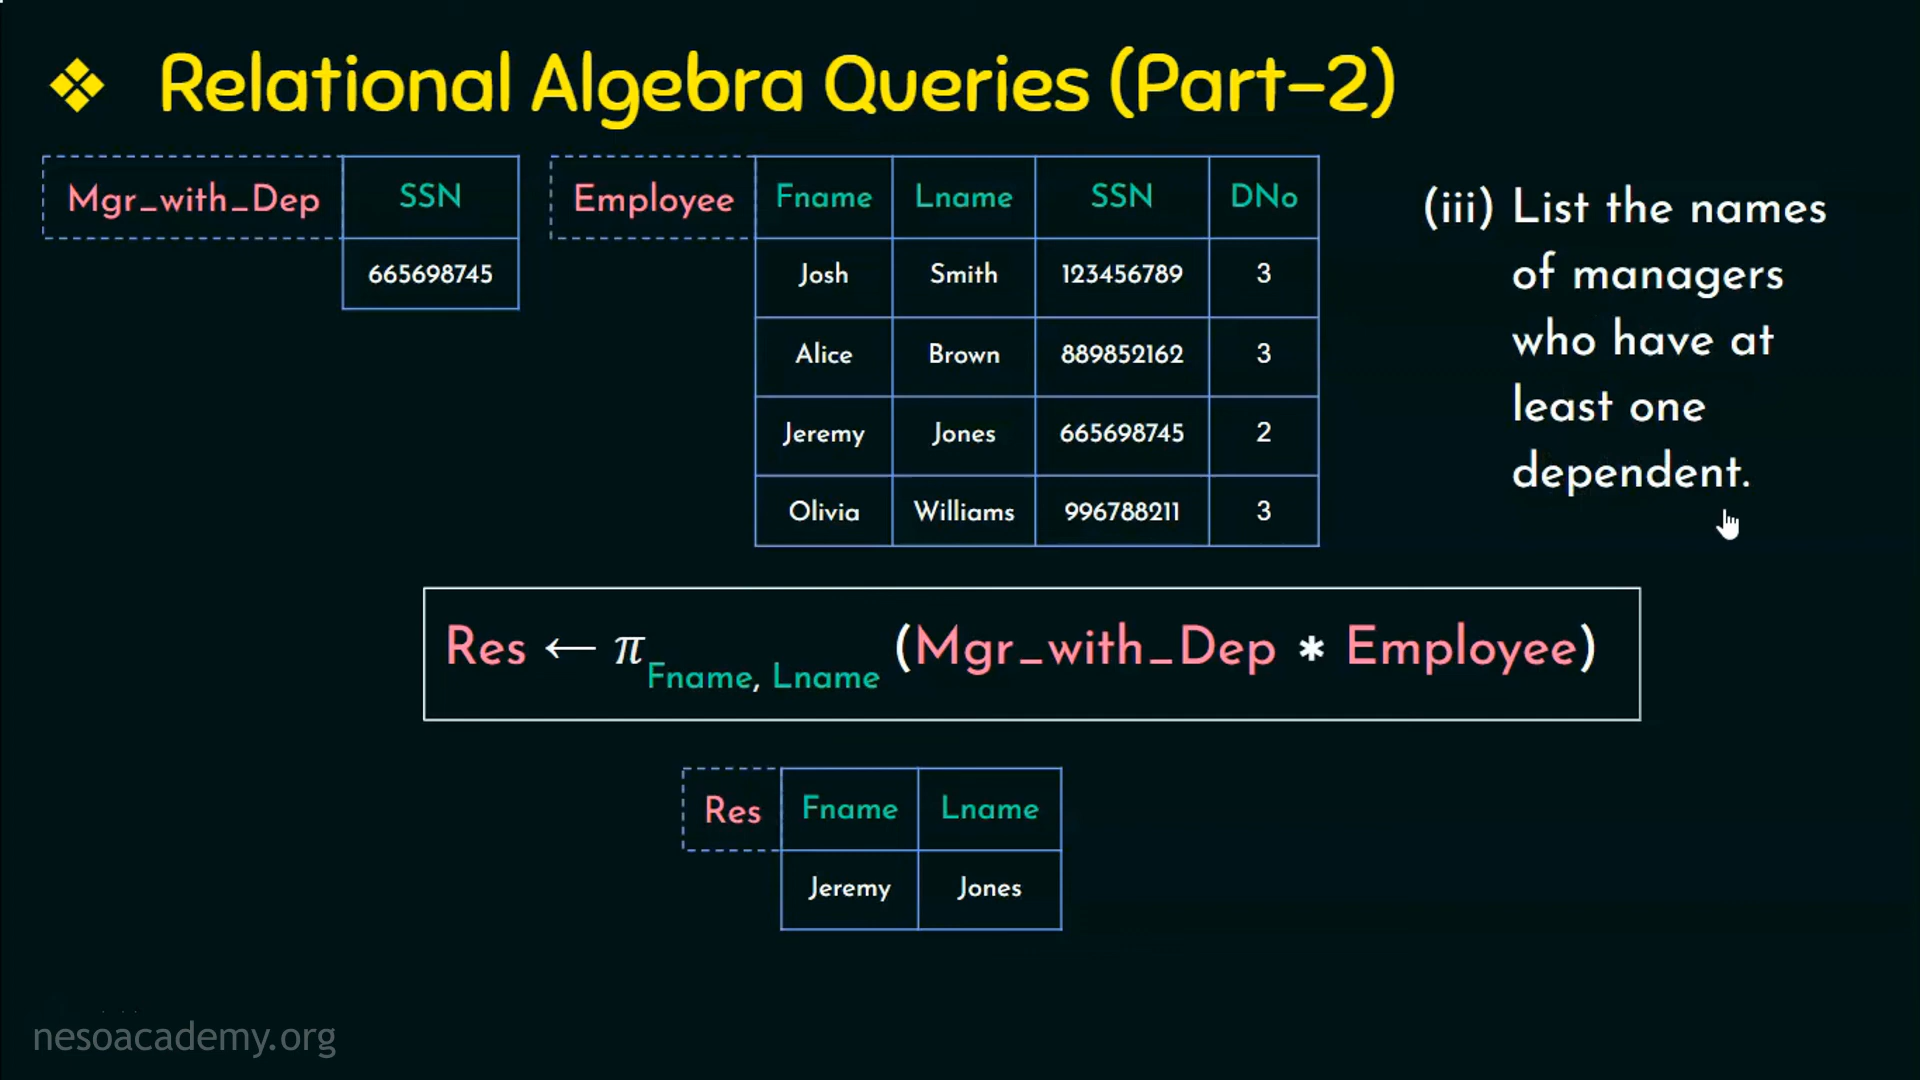 ❖ Relational Algebra Queries (Part-2)
Mgr_with_Dep SSN
665698745
Employee Fname Lname SSN DNo
Josh Smith 123456789 3
Alice Brown 889852162 3
Jeremy Jones 665698745 2
Olivia Williams 996788211 3
(iii) List the names
of managers
who have at
least one
dependent.
Res ← π Fname, Lname (Mgr_with_Dep * Employee)
Res Fname Lname
Jeremy Jones
nesoacademy.org